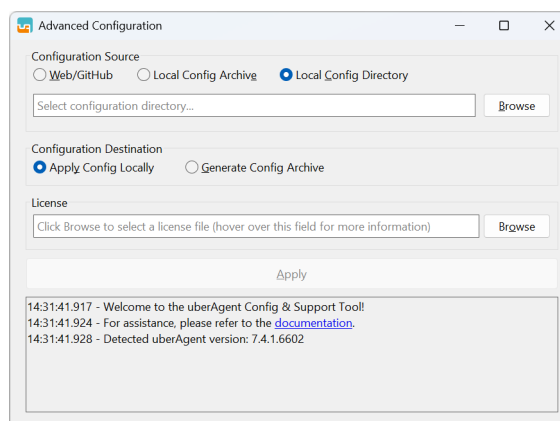 Advanced Configuration
Configuration Source
Web/GitHub Local Config Archive Local Config Directory
Select configuration directory... Browse
Configuration Destination
Apply Config Locally Generate Config Archive
License
Click Browse to select a license file (hover over this field for more information) Browse
Apply
14:31:41.917 - Welcome to the uberAgent Config & Support Tool!
14:31:41.924 - For assistance, please refer to the documentation.
14:31:41.928 - Detected uberAgent version: 7.4.1.6602